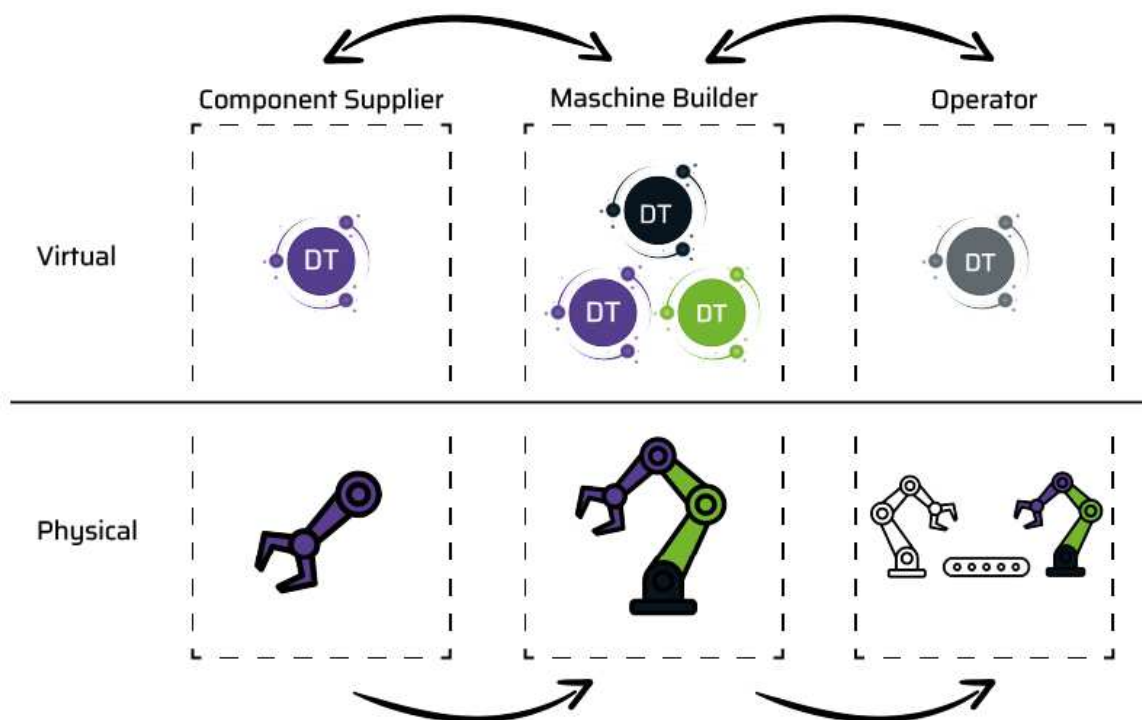 Component Supplier
Maschine Builder
Operator
Virtual
DT
DT
DT
DT
DT
Physical